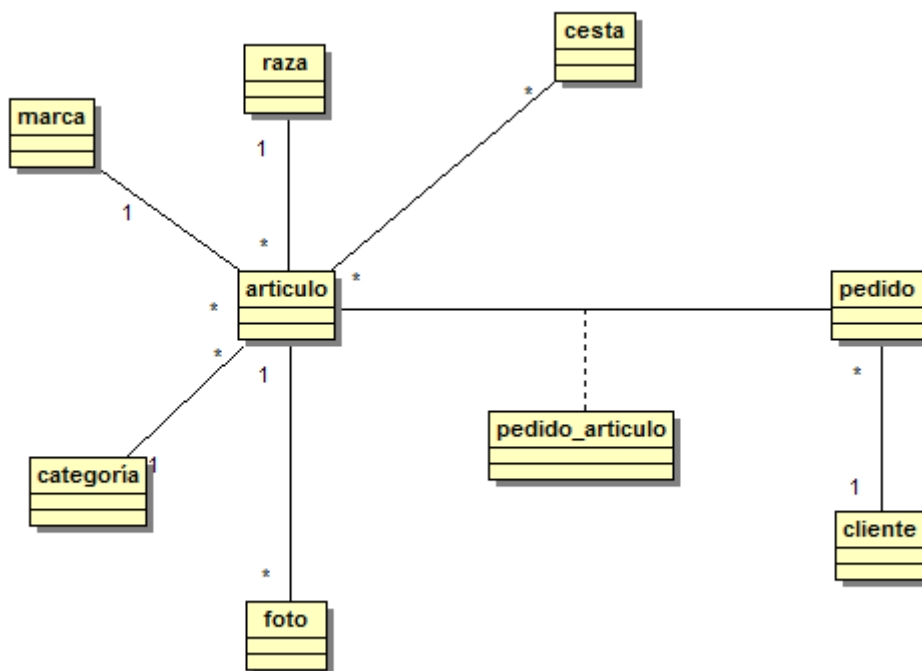 cesta
*
raza
1
*
marca
1
articulo
*
*
*
1
pedido
*
1
pedido_articulo
categoría
1
cliente
*
foto